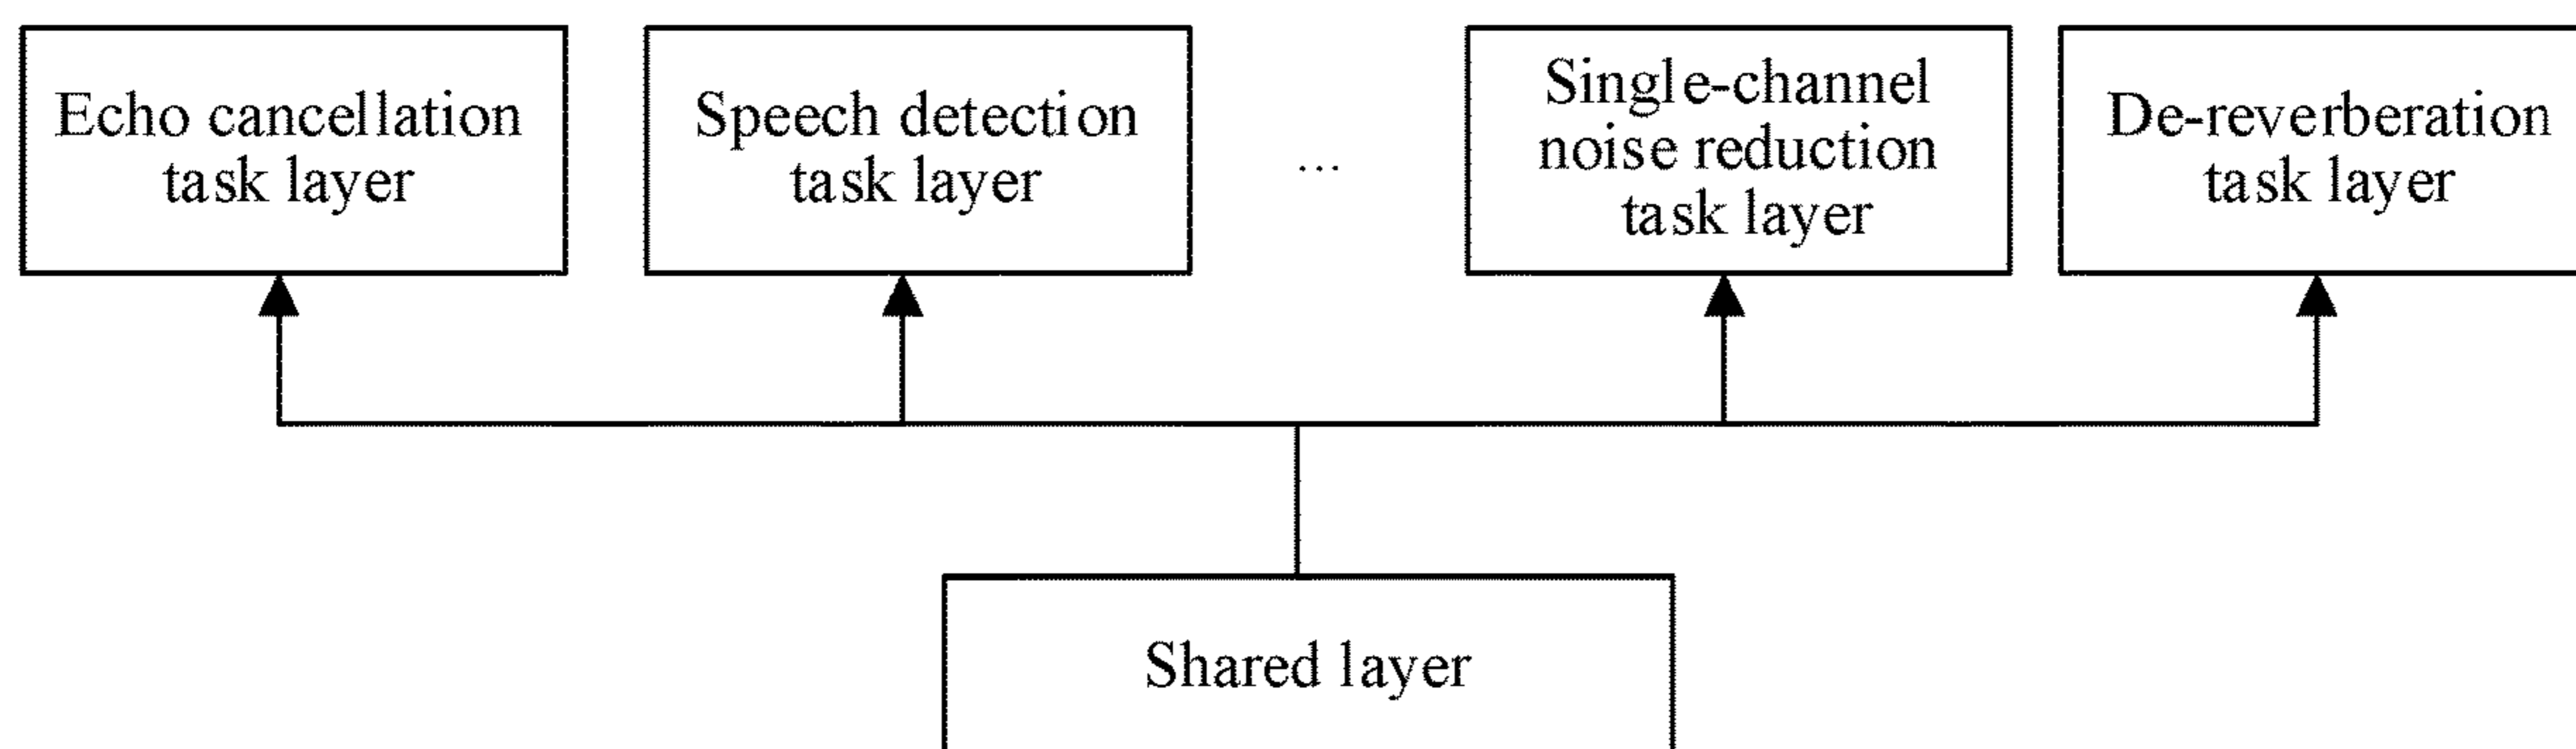 Echo cancellation
task layer
Speech detection
task layer
...
Single-channel
noise reduction
task layer
De-reverberation
task layer
Shared layer